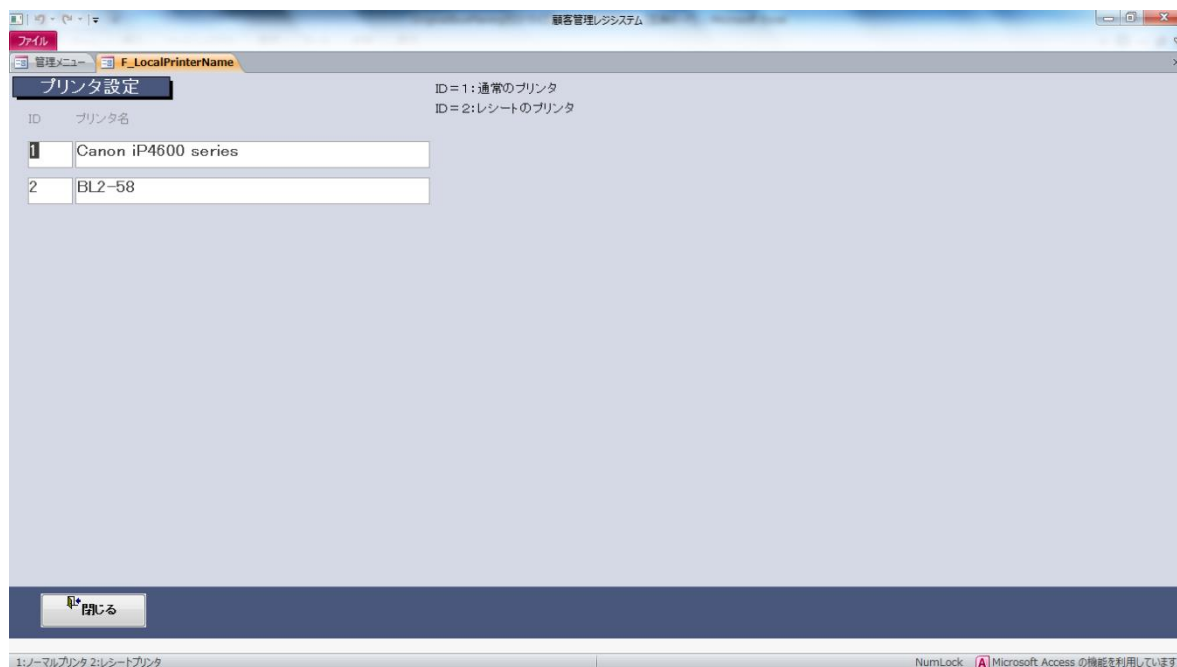 顧客管理レジシステム
ファイル
管理メニュー
F_LocalPrinterName
プリンタ設定
ID=1:通常のプリンタ
ID=2:レシートのプリンタ
ID プリンタ名
1 Canon iP4600 series
2 BL2-58
閉じる
1:ノーマルプリンタ 2:レシートプリンタ
NumLock
Microsoft Access の機能を利用しています